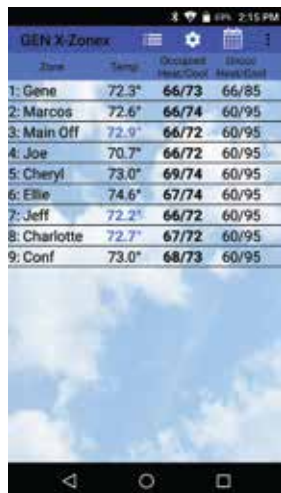 2:15 PM
GEN X-Zonex
Zone Temp Occupied Heat/Cool Unocc Heat/Cool
1: Gene 72.3° 66/73 66/85
2: Marcos 72.6° 66/74 60/95
3: Main Off 72.9° 66/72 60/95
4: Joe 70.7° 66/72 60/95
5: Cheryl 73.0° 69/74 60/95
6: Ellie 74.6° 67/74 60/95
7: Jeff 72.2° 66/72 60/95
8: Charlotte 72.7° 67/72 60/95
9: Conf 73.0° 68/73 60/95